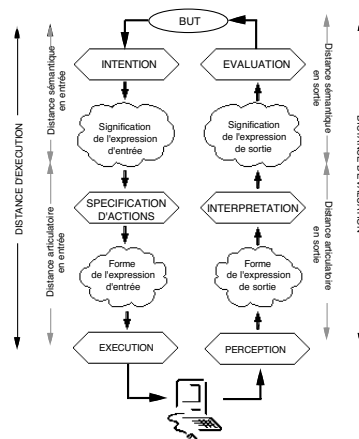 BUT
INTENTION
EVALUATION
Signification
de l'expression
d'entrée
Signification
de l'expression
de sortie
SPECIFICATION
D'ACTIONS
INTERPRETATION
Forme
de l'expression
d'entrée
Forme
de l'expression
de sortie
EXECUTION
PERCEPTION
DISTANCE D'EXECUTION
Distance sémantique
en entrée
Distance articulatoire
en entrée
Distance sémantique
en sortie
Distance articulatoire
en sortie